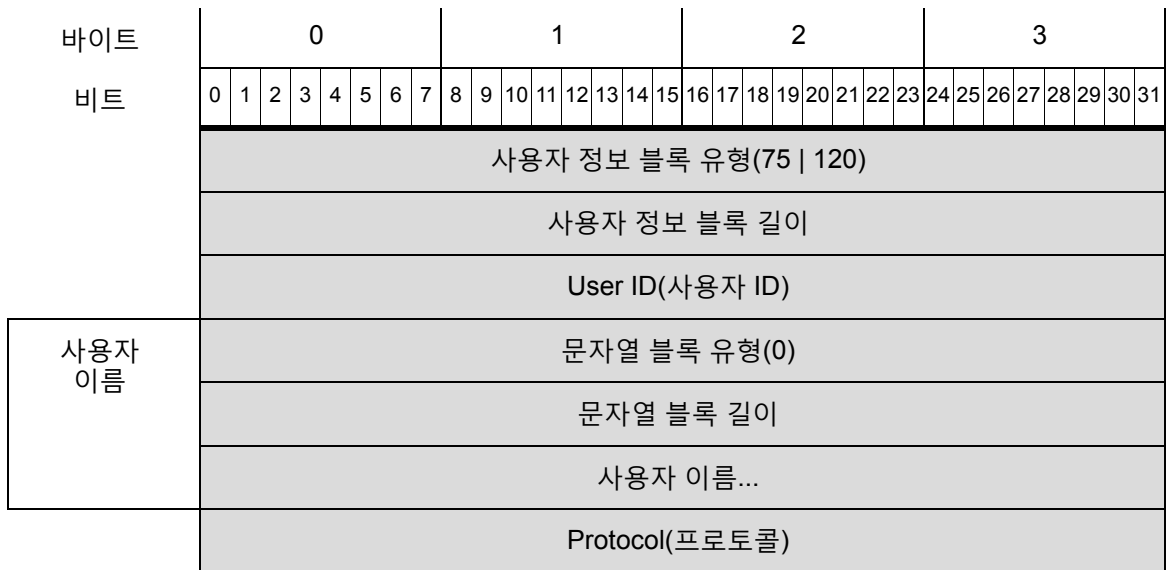 바이트 0 1 2 3
비트 0 1 2 3 4 5 6 7 8 9 10 11 12 13 14 15 16 17 18 19 20 21 22 23 24 25 26 27 28 29 30 31
사용자 정보 블록 유형(75 | 120)
사용자 정보 블록 길이
User ID(사용자 ID)
사용자
이름
문자열 블록 유형(0)
문자열 블록 길이
사용자 이름...
Protocol(프로토콜)